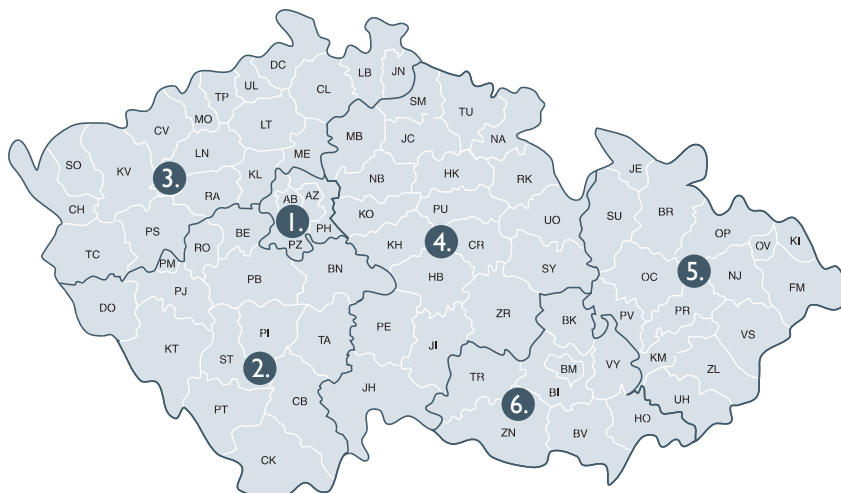 DC
LB
JN
TP
UL
CL
SM
TU
CV
MO
LT
MB
JC
NA
SO
KV
LN
ME
JE
3.
KL
NB
HK
RK
RA
AB
AZ
CH
KO
PU
UO
SU
BR
PS
BE
1.
PH
OP
OV
KI
TC
RO
PZ
KH
4.
CR
PM
BN
SY
OC
5.
NJ
FM
PJ
PB
HB
DO
ZR
BK
PV
PR
VS
KT
PI
TA
PE
JI
ST
2.
TR
BM
VY
KM
ZL
PT
CB
JH
6.
BI
UH
ZN
BV
HO
CK